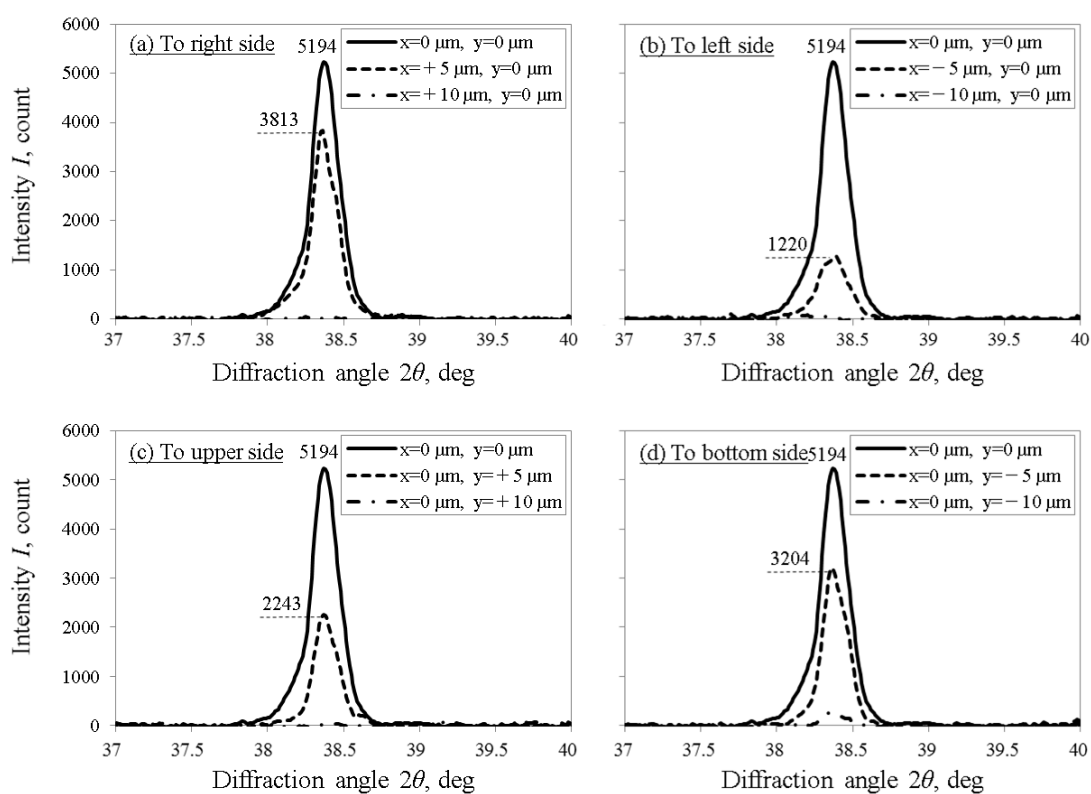 (a) To right side
5194
x=0 μm, y=0 μm
x=+5 μm, y=0 μm
x=+10 μm, y=0 μm
3813
Intensity I, count
6000
5000
4000
3000
2000
1000
0
37
37.5
38
38.5
39
39.5
40
Diffraction angle 2θ, deg
(b) To left side
5194
x=0 μm, y=0 μm
x=−5 μm, y=0 μm
x=−10 μm, y=0 μm
1220
37
37.5
38
38.5
39
39.5
40
Diffraction angle 2θ, deg
(c) To upper side
5194
x=0 μm, y=0 μm
x=0 μm, y=+5 μm
x=0 μm, y=+10 μm
2243
Intensity I, count
6000
5000
4000
3000
2000
1000
0
37
37.5
38
38.5
39
39.5
40
Diffraction angle 2θ, deg
(d) To bottom side
5194
x=0 μm, y=0 μm
x=0 μm, y=−5 μm
x=0 μm, y=−10 μm
3204
37
37.5
38
38.5
39
39.5
40
Diffraction angle 2θ, deg